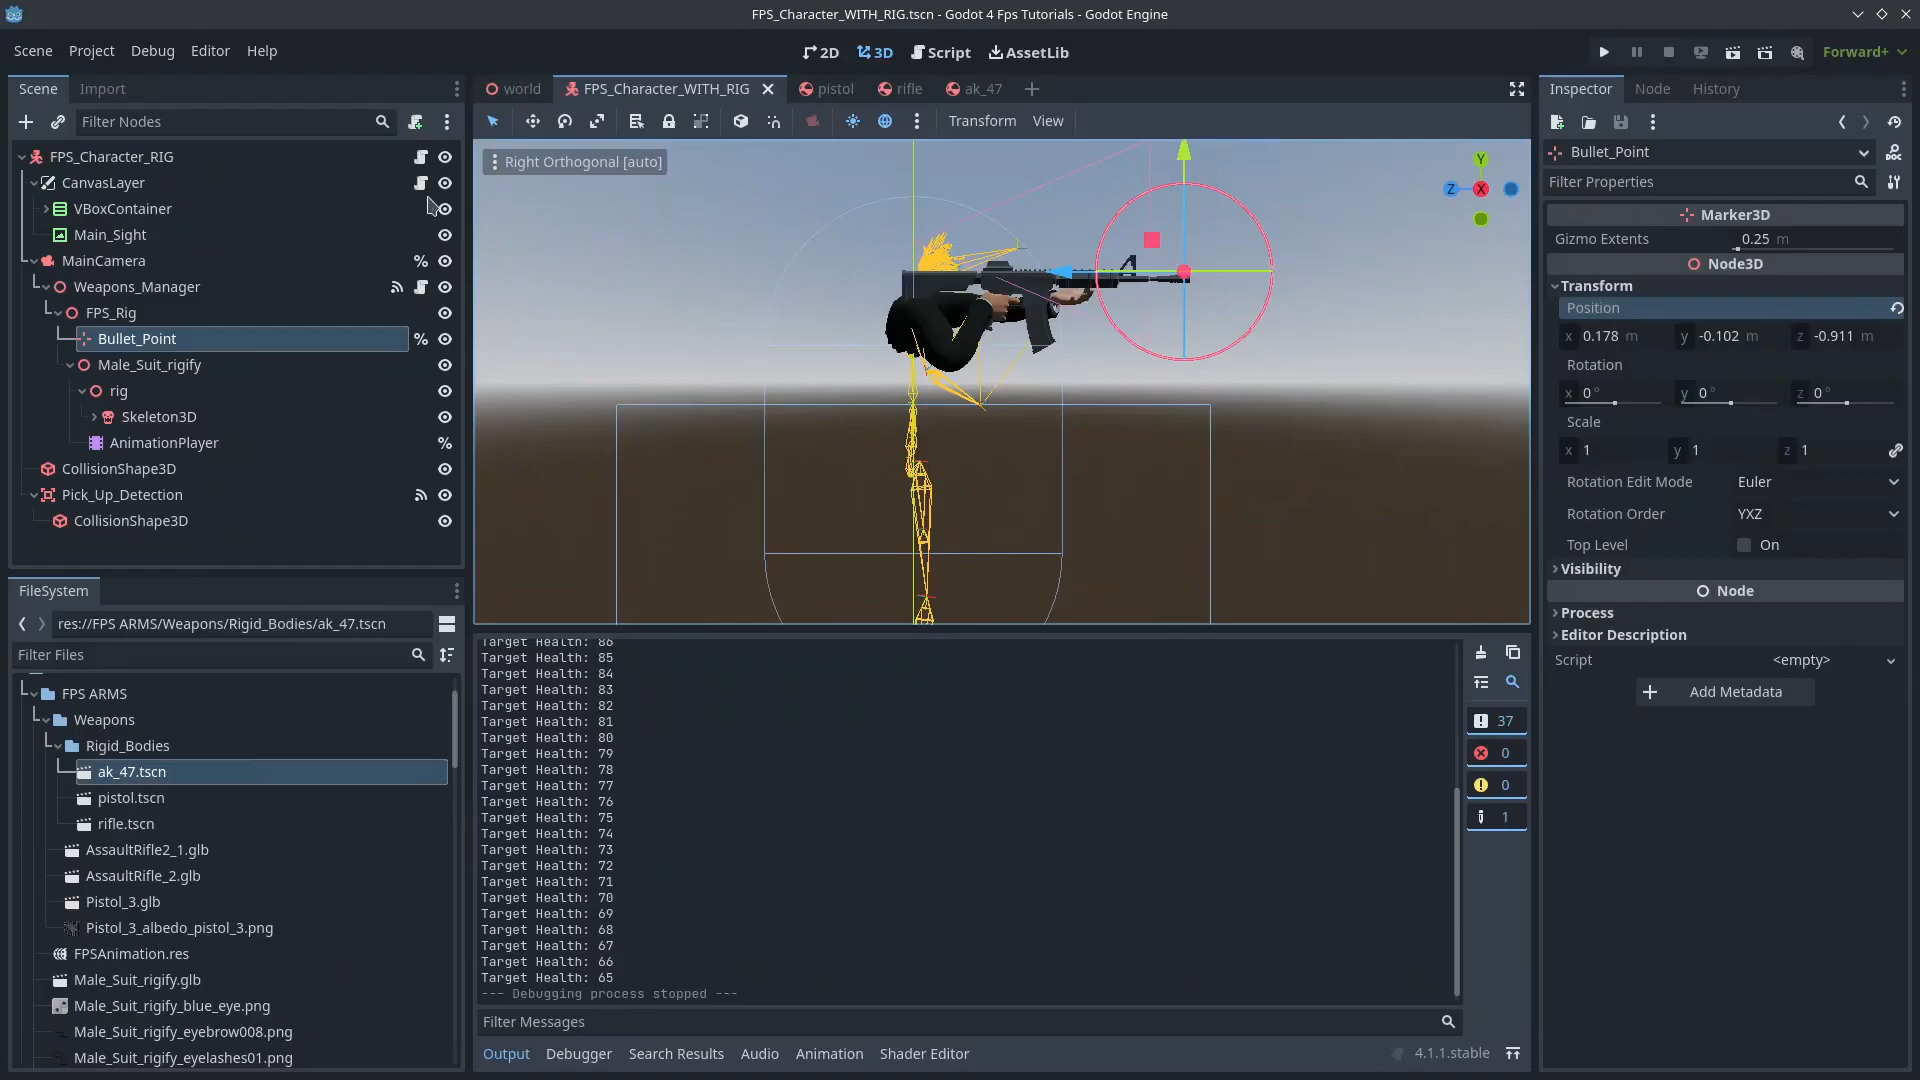 FPS_Character_WITH_RIG.tscn - Godot 4 Fps Tutorials - Godot Engine
Scene Project Debug Editor Help
2D 3D Script AssetLib
Forward+
Scene Import
Filter Nodes
FPS_Character_RIG
CanvasLayer
VBoxContainer
Main_Sight
MainCamera
Weapons_Manager
FPS_Rig
Bullet_Point
Male_Suit_rigify
rig
Skeleton3D
AnimationPlayer
CollisionShape3D
Pick_Up_Detection
CollisionShape3D
FileSystem
res://FPS ARMS/Weapons/Rigid_Bodies/ak_47.tscn
Filter Files
FPS ARMS
Weapons
Rigid_Bodies
ak_47.tscn
pistol.tscn
rifle.tscn
AssaultRifle2_1.glb
AssaultRifle_2.glb
Pistol_3.glb
Pistol_3_albedo_pistol_3.png
FPSAnimation.res
Male_Suit_rigify.glb
Male_Suit_rigify_blue_eye.png
Male_Suit_rigify_eyebrow008.png
Male_Suit_rigify_eyelashes01.png
world FPS_Character_WITH_RIG pistol rifle ak_47
Transform View
Right Orthogonal [auto]
Y
Z X
Target Health: 86
Target Health: 85
Target Health: 84
Target Health: 83
Target Health: 82
Target Health: 81
Target Health: 80
Target Health: 79
Target Health: 78
Target Health: 77
Target Health: 76
Target Health: 75
Target Health: 74
Target Health: 73
Target Health: 72
Target Health: 71
Target Health: 70
Target Health: 69
Target Health: 68
Target Health: 67
Target Health: 66
Target Health: 65
--- Debugging process stopped ---
37
0
0
1
Filter Messages
Output Debugger Search Results Audio Animation Shader Editor
4.1.1.stable
Inspector Node History
Bullet_Point
Filter Properties
Marker3D
Gizmo Extents 0.25 m
Node3D
Transform
Position
x 0.178 m y -0.102 m z -0.911 m
Rotation
x 0 ° y 0 ° z 0 °
Scale
x 1 y 1 z 1
Rotation Edit Mode Euler
Rotation Order YXZ
Top Level On
Visibility
Node
Process
Editor Description
Script <empty>
Add Metadata